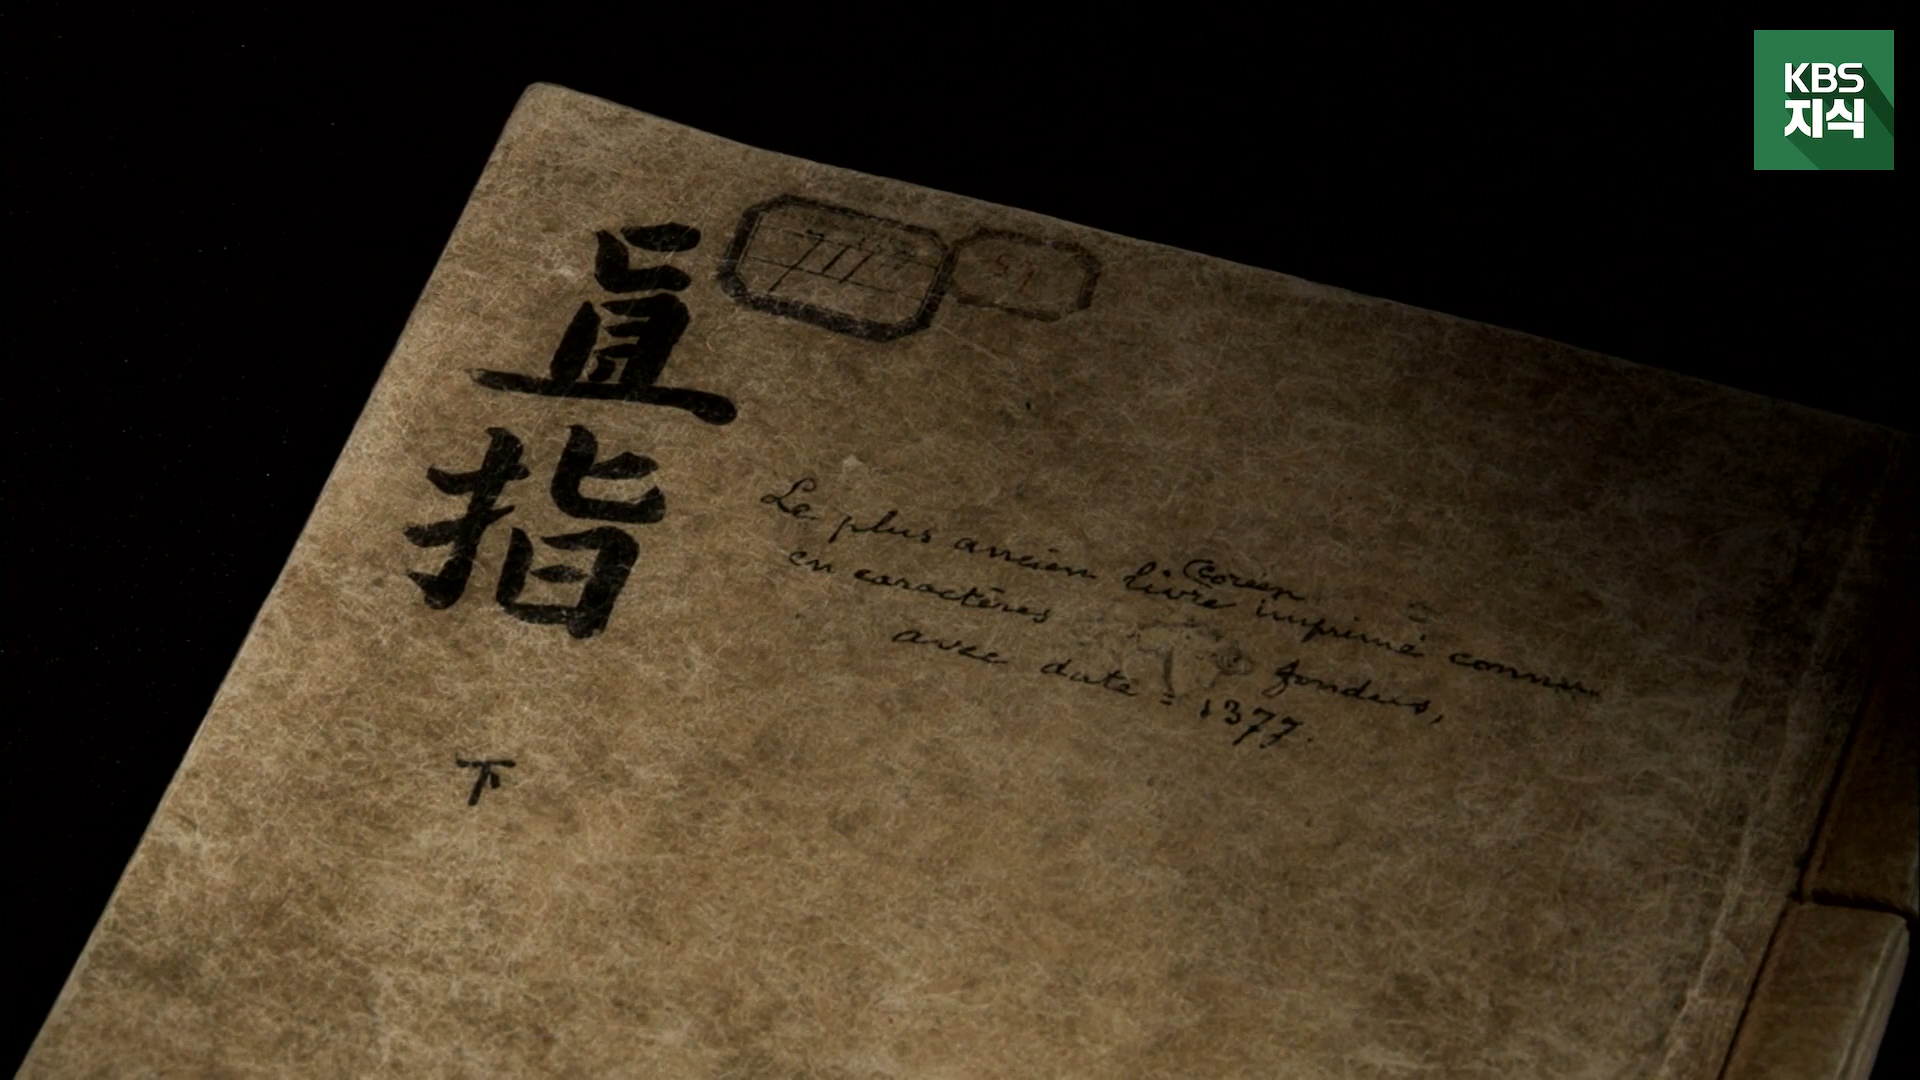 KBS
지식
直指
下
Le plus ancien livre Coréen imprimé connu
en caractères fondus,
avec date = 1377.